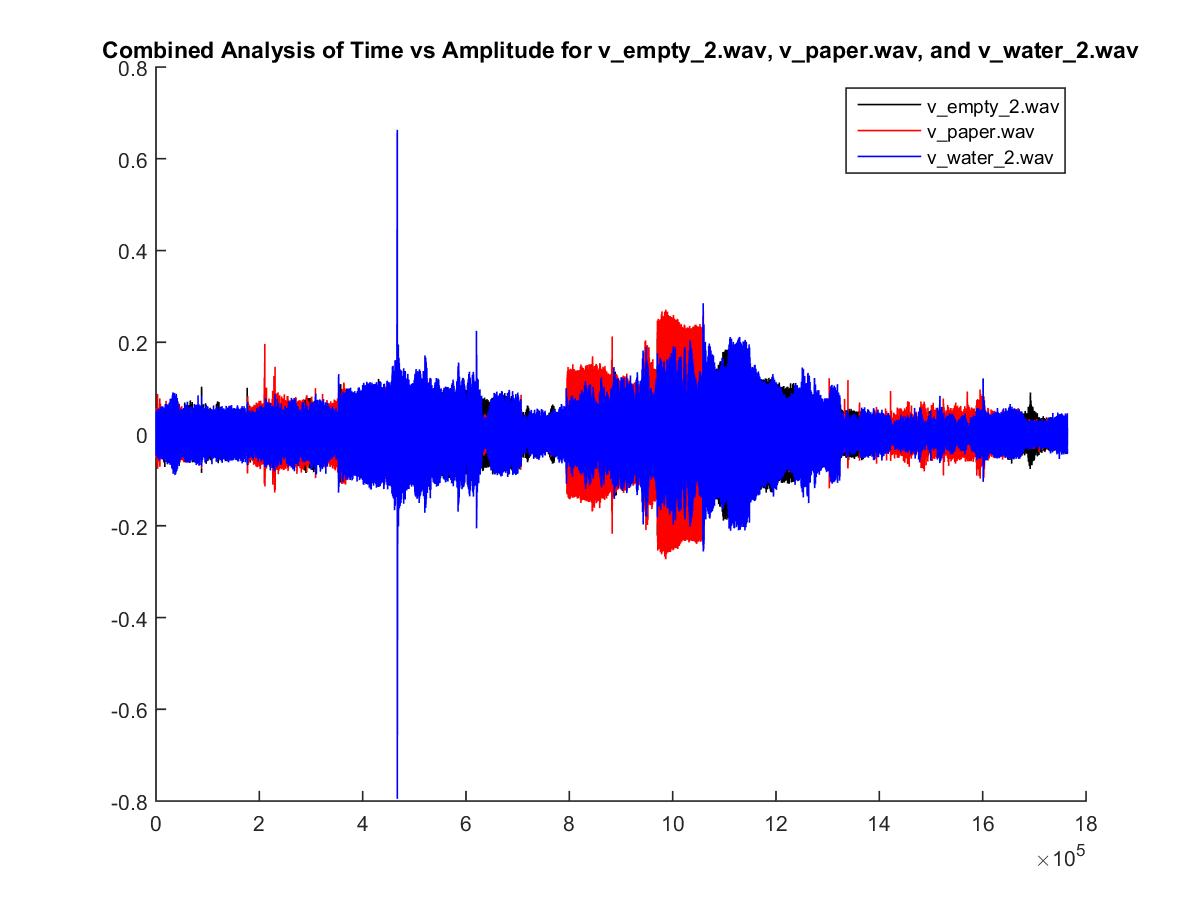 Combined Analysis of Time vs Amplitude for v_empty_2.wav, v_paper.wav, and v_water_2.wav
0.8
v_empty_2.wav
v_paper.wav
v_water_2.wav
0.6
0.4
0.2
0
-0.2
-0.4
-0.6
-0.8
0 2 4 6 8 10 12 14 16 18
×10^5